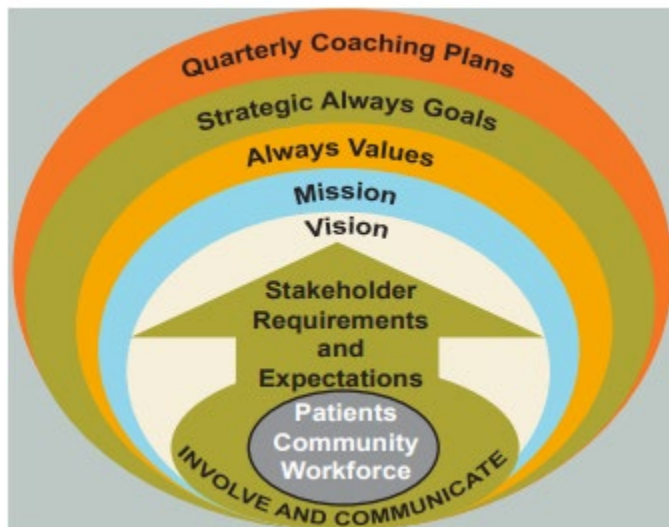 Quarterly Coaching Plans
Strategic Always Goals
Always Values
Mission
Vision
Stakeholder
Requirements
and
Expectations
Patients
Community
Workforce
INVOLVE AND COMMUNICATE